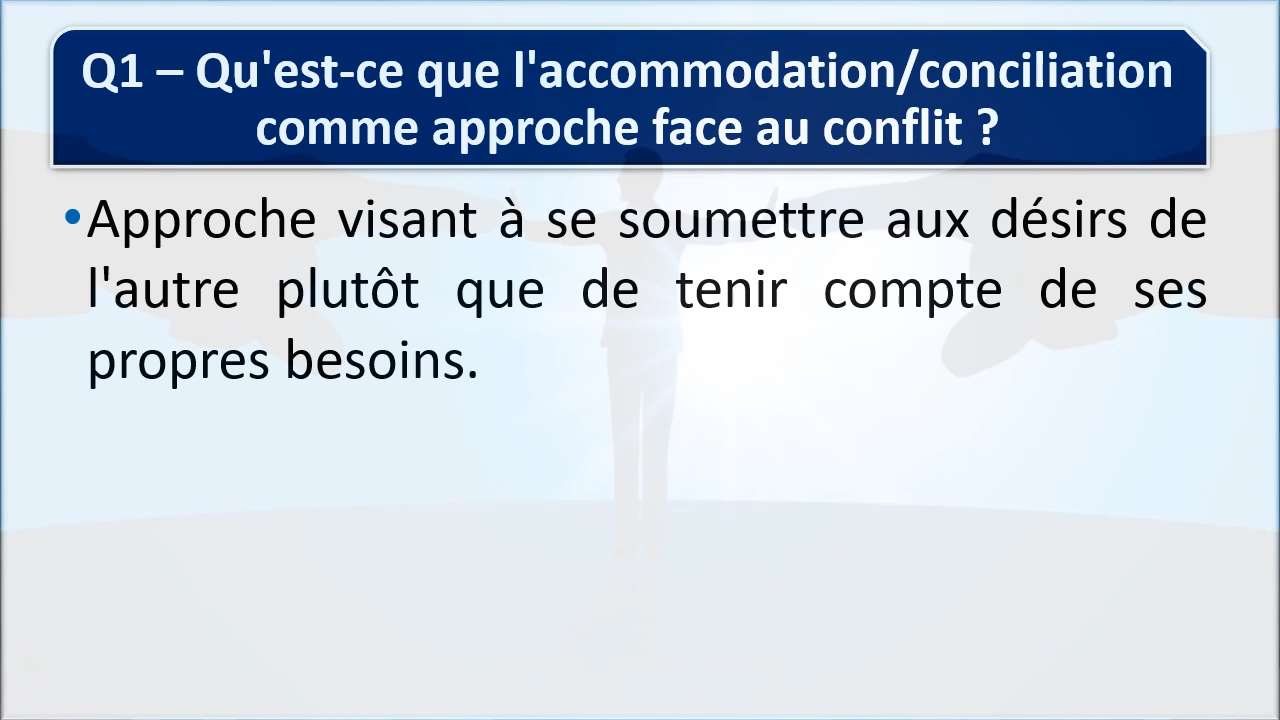 Q1 – Qu'est-ce que l'accommodation/conciliation
comme approche face au conflit ?
•Approche visant à se soumettre aux désirs de
l'autre plutôt que de tenir compte de ses
propres besoins.